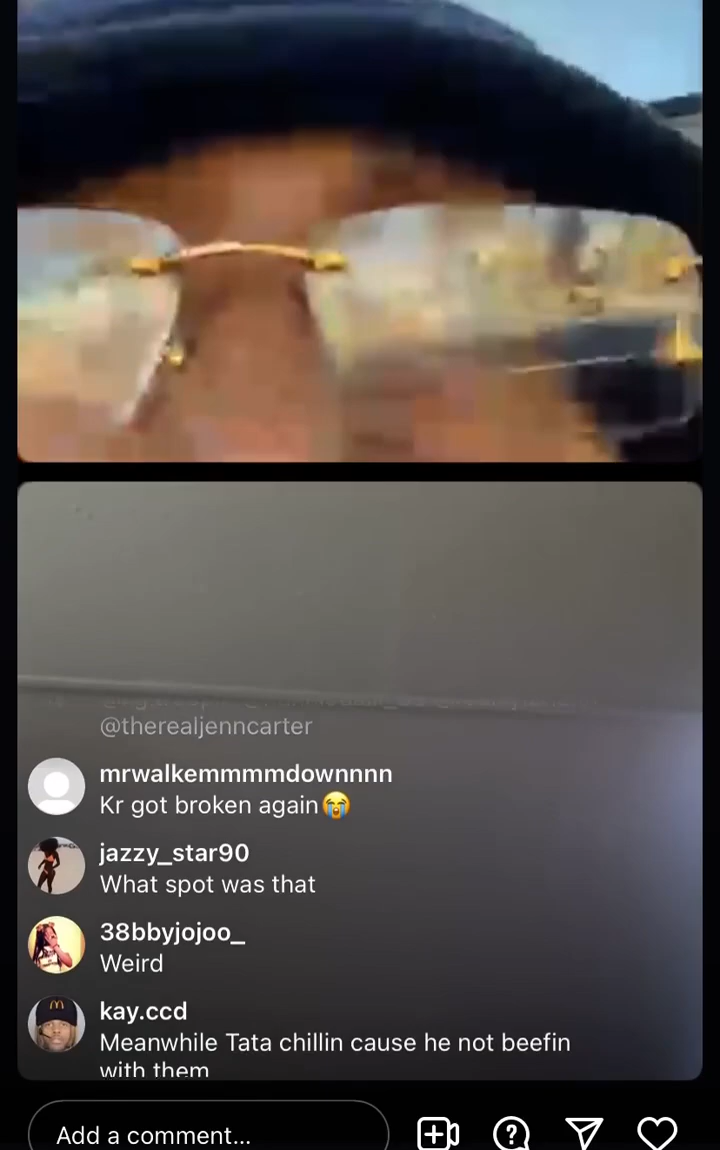 @therealjenncarter
mrwalkemmmmdownnnn
Kr got broken again😭
jazzy_star90
What spot was that
38bbyjojoo_
Weird
kay.ccd
Meanwhile Tata chillin cause he not beefin
with them
Add a comment...